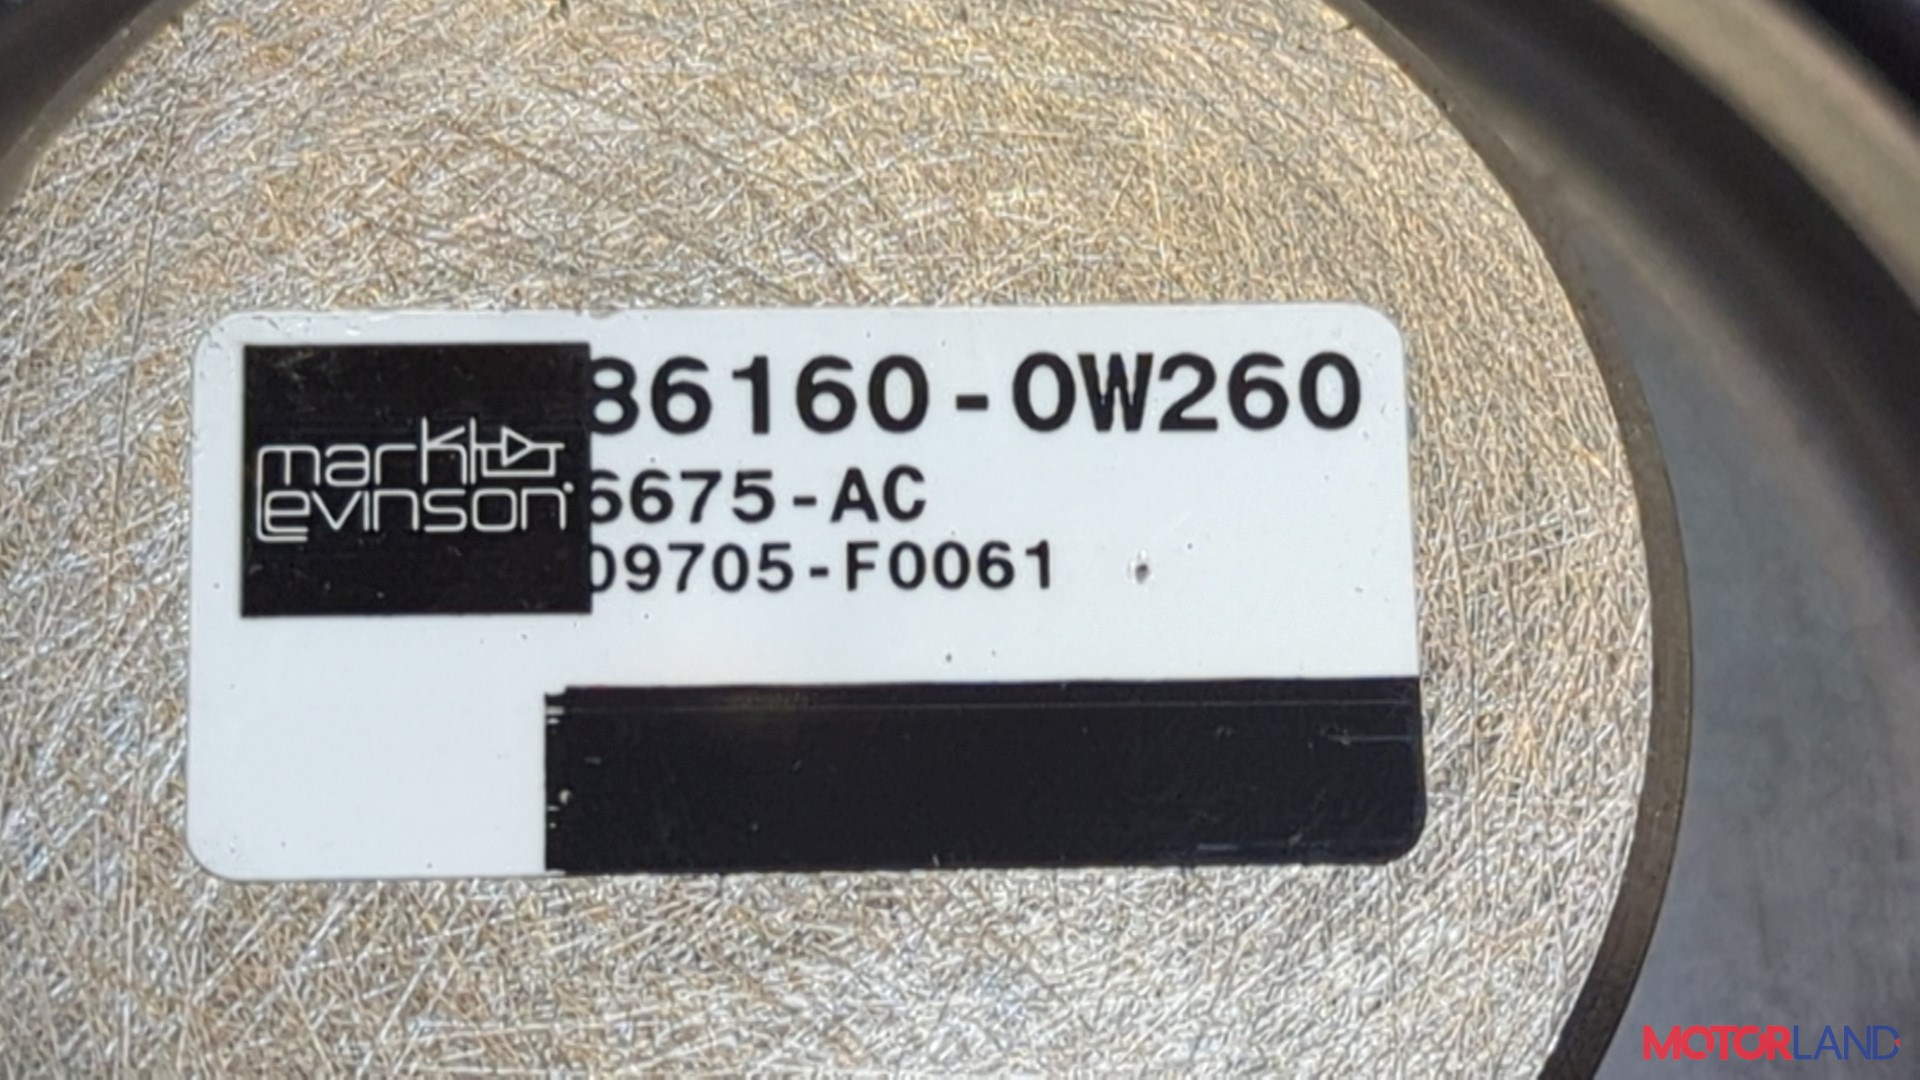 mark levinson
86160-0W260
6675-AC
09705-F0061
MOTORLAND